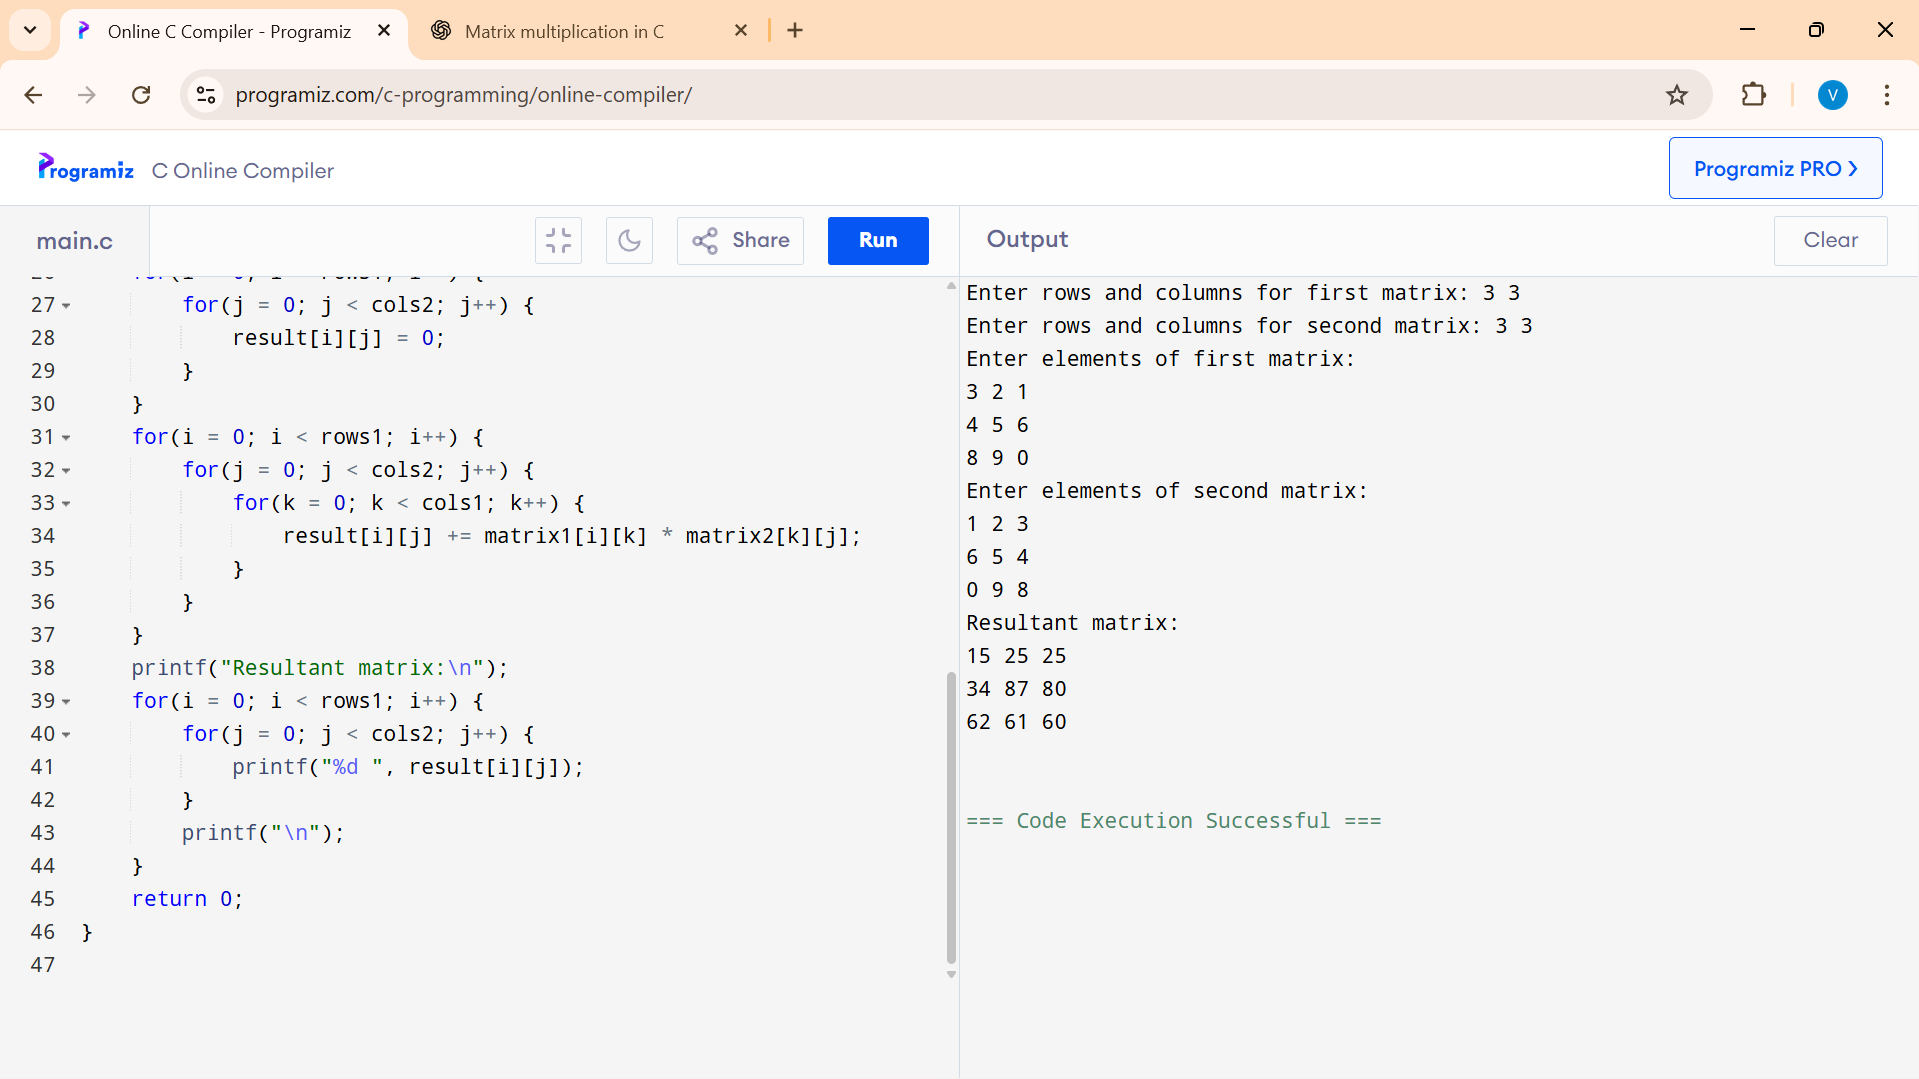 Online C Compiler - Programiz
Matrix multiplication in C
programiz.com/c-programming/online-compiler/
V
Programiz C Online Compiler
Programiz PRO
main.c
Share
Run
Output
Clear
27 for(j = 0; j < cols2; j++) {
28 result[i][j] = 0;
29 }
30 }
31 for(i = 0; i < rows1; i++) {
32 for(j = 0; j < cols2; j++) {
33 for(k = 0; k < cols1; k++) {
34 result[i][j] += matrix1[i][k] * matrix2[k][j];
35 }
36 }
37 }
38 printf("Resultant matrix:\n");
39 for(i = 0; i < rows1; i++) {
40 for(j = 0; j < cols2; j++) {
41 printf("%d ", result[i][j]);
42 }
43 printf("\n");
44 }
45 return 0;
46 }
47
Enter rows and columns for first matrix: 3 3
Enter rows and columns for second matrix: 3 3
Enter elements of first matrix:
3 2 1
4 5 6
8 9 0
Enter elements of second matrix:
1 2 3
6 5 4
0 9 8
Resultant matrix:
15 25 25
34 87 80
62 61 60
=== Code Execution Successful ===